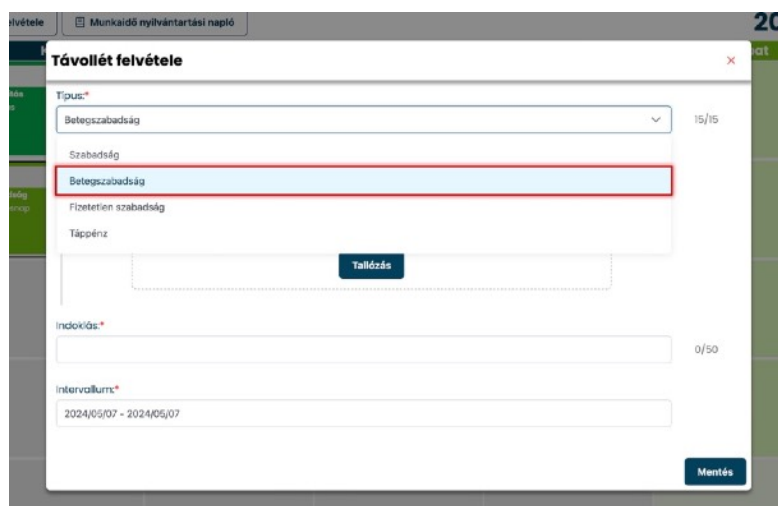 Munkaidő nyilvántartási napló
Távollét felvétele
×
Típus:*
Betegszabadság
15/15
Szabadság
Betegszabadság
Fizetetlen szabadság
Táppénz
Tallózás
Indoklás:*
0/50
Intervallum:*
2024/05/07 - 2024/05/07
Mentés